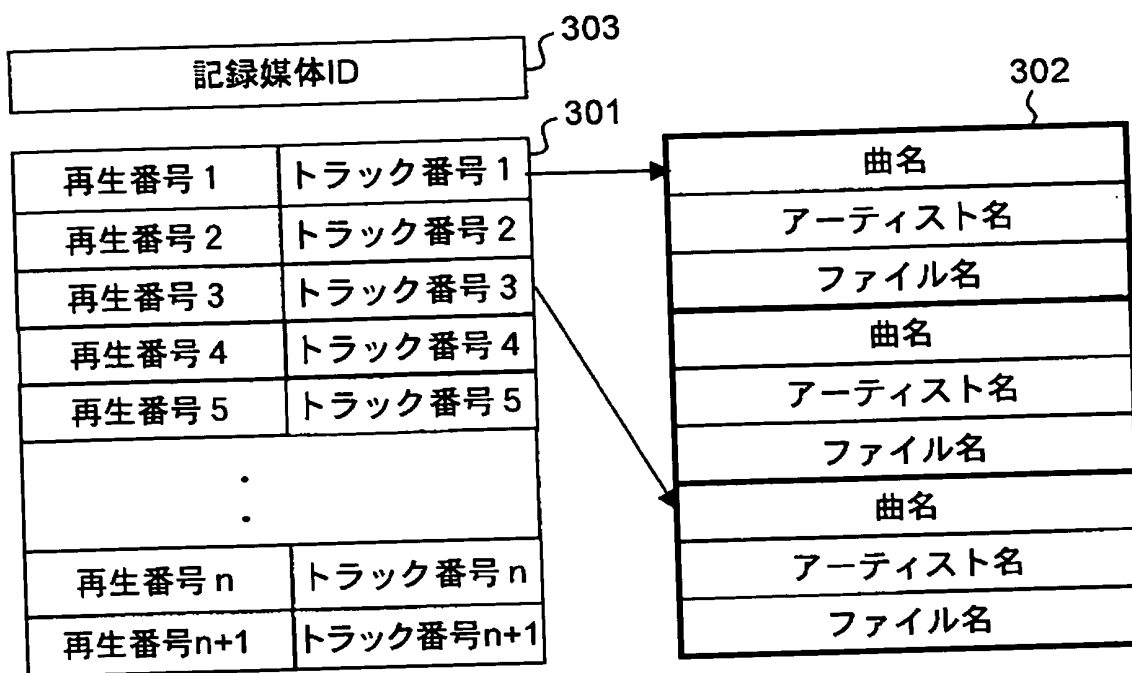 303
記録媒体ID
301
302
再生番号1 トラック番号1
再生番号2 トラック番号2
再生番号3 トラック番号3
再生番号4 トラック番号4
再生番号5 トラック番号5
再生番号n トラック番号n
再生番号n+1 トラック番号n+1
曲名
アーティスト名
ファイル名
曲名
アーティスト名
ファイル名
曲名
アーティスト名
ファイル名